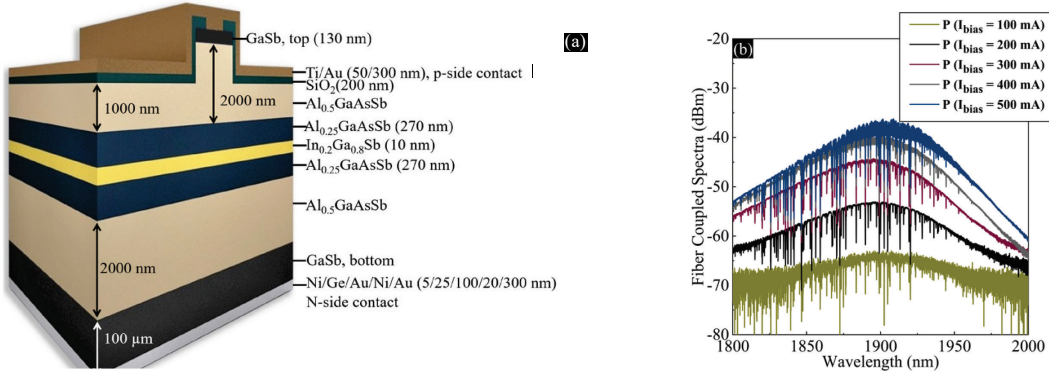 GaSb, top (130 nm)
(a)
Ti/Au (50/300 nm), p-side contact
SiO2(200 nm)
1000 nm
2000 nm
Al0.5GaAsSb
Al0.25GaAsSb (270 nm)
In0.2Ga0.8Sb (10 nm)
Al0.25GaAsSb (270 nm)
Al0.5GaAsSb
2000 nm
GaSb, bottom
Ni/Ge/Au/Ni/Au (5/25/100/20/300 nm)
N-side contact
100 µm
(b)
P (Ibias = 100 mA)
P (Ibias = 200 mA)
P (Ibias = 300 mA)
P (Ibias = 400 mA)
P (Ibias = 500 mA)
Fiber Coupled Spectra (dBm)
-20
-30
-40
-50
-60
-70
-80
1800 1850 1900 1950 2000
Wavelength (nm)